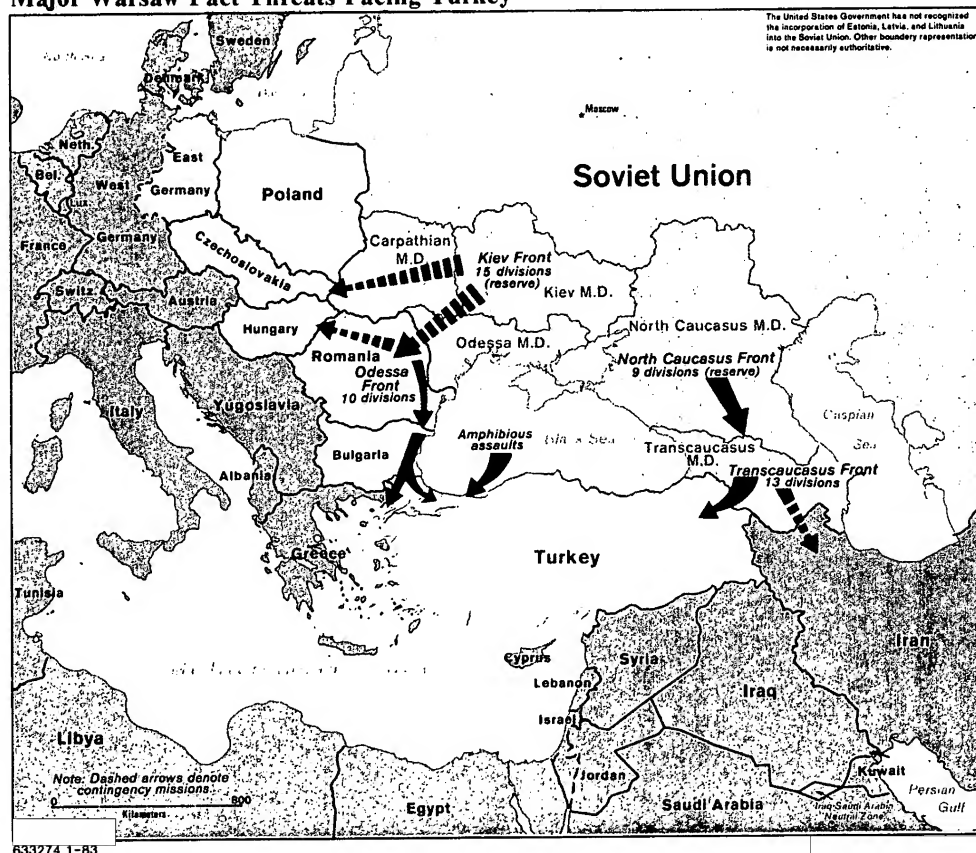 Major Warsaw Pact Threats Facing Turkey
The United States Government has not recognized
the incorporation of Estonia, Latvia, and Lithuania
into the Soviet Union. Other boundary representation
is not necessarily authoritative.
Sweden
Denmark
Moscow
Neth.
Bel.
Lux.
West
Germany
East
Germany
Poland
Soviet Union
France
Czechoslovakia
Carpathian
M.D.
Kiev Front
15 divisions
(reserve)
Kiev M.D.
Switz.
Austria
Hungary
Romania
Odessa
Front
10 divisions
Odessa M.D.
North Caucasus M.D.
North Caucasus Front
9 divisions (reserve)
Italy
Yugoslavia
Bulgaria
Amphibious
assaults
Sea
Caspian
Sea
Transcaucasus
M.D.
Transcaucasus Front
13 divisions
Albania
Greece
Turkey
Tunisia
Cyprus
Syria
Lebanon
Israel
Iraq
Iran
Libya
Jordan
Kuwait
Egypt
Saudi Arabia
Iraq-Saudi Arabia
Neutral Zone
Persian
Gulf
Note: Dashed arrows denote
contingency missions.
0 800
Kilometers
633274 1-83